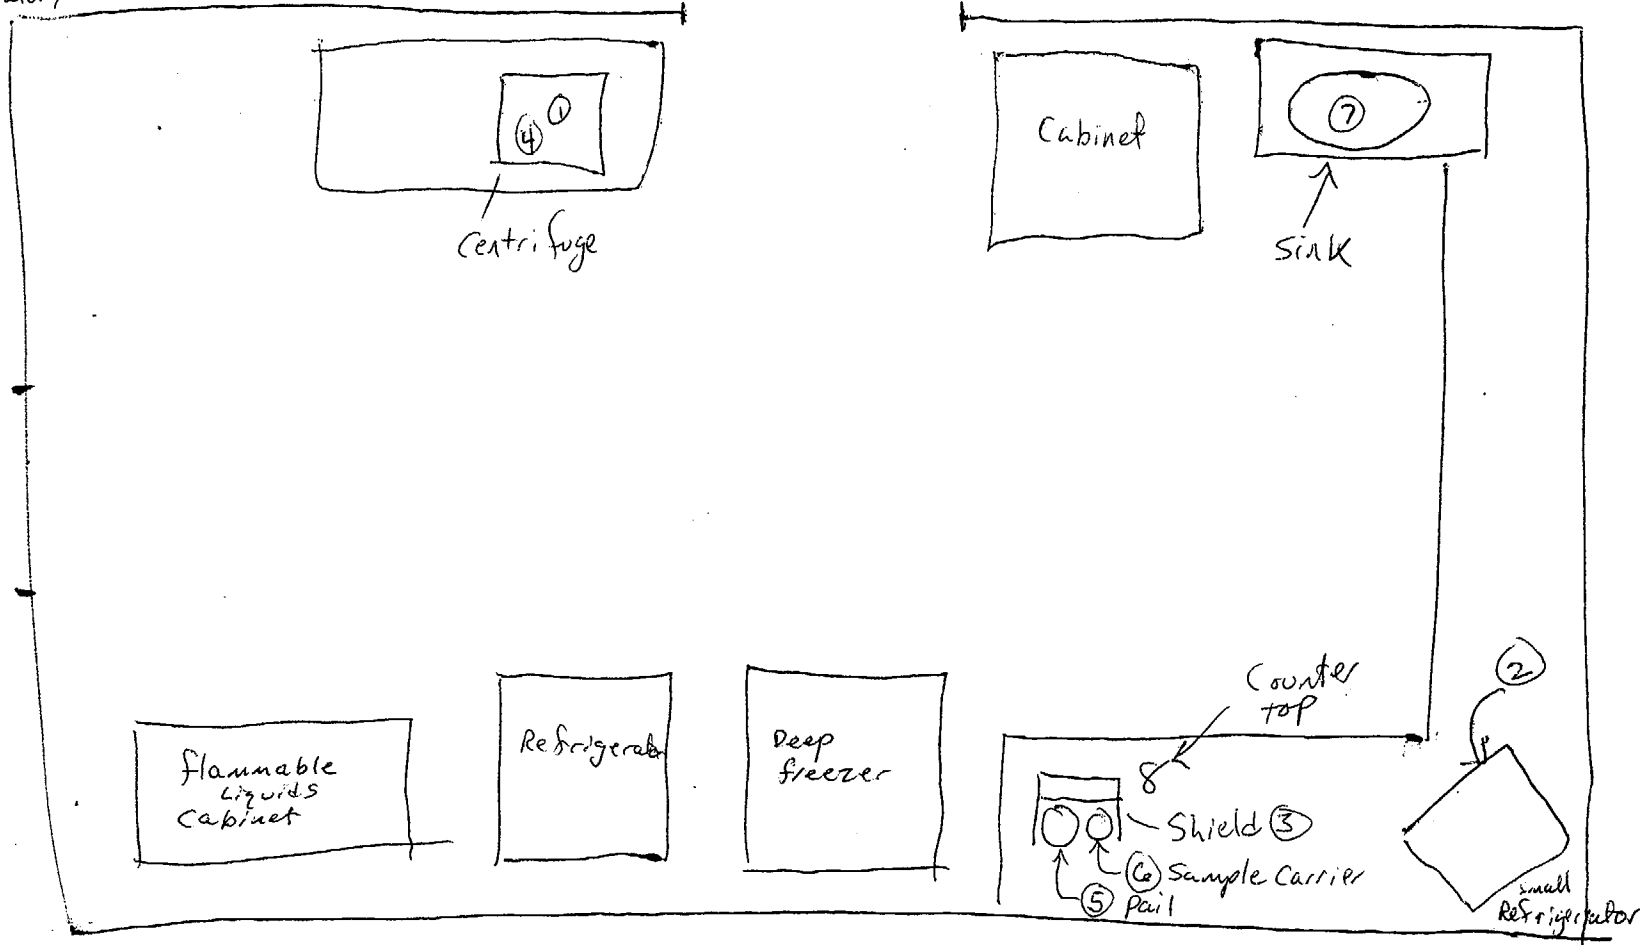 1
4
Centrifuge
Cabinet
7
Sink
2
Counter
top
8
Flammable
Liquids
Cabinet
Refrigerator
Deep
freezer
Shield 3
6 Sample Carrier
5 Pail
Small
Refrigerator